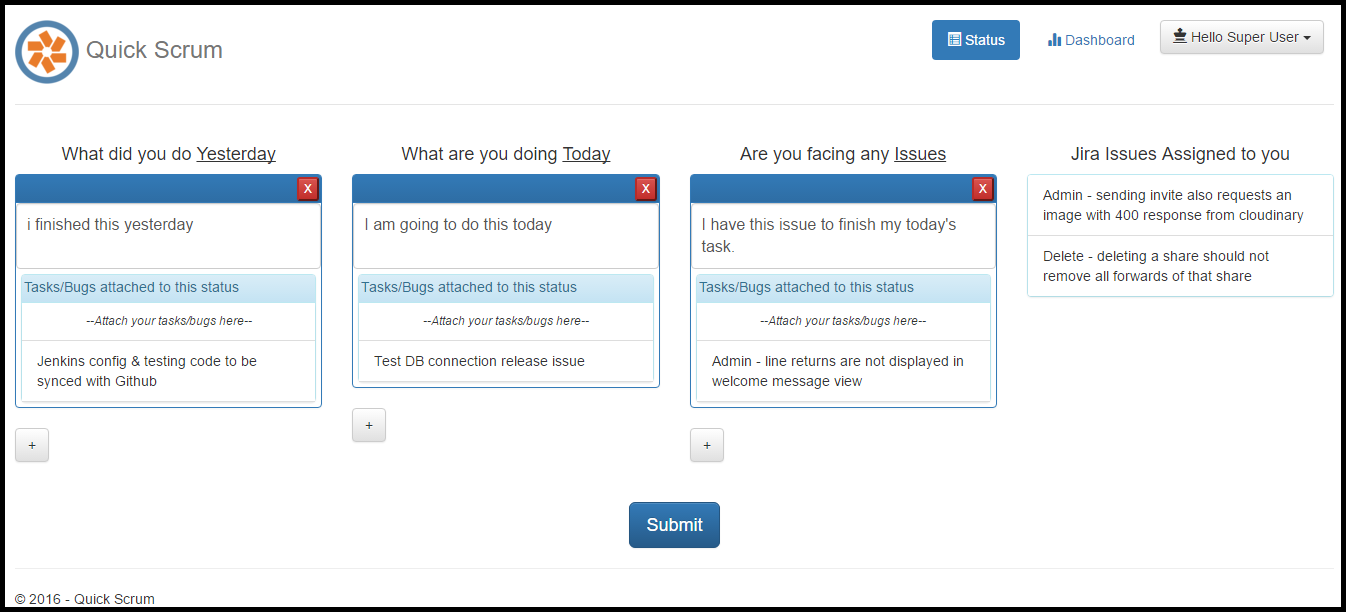 Quick Scrum
Status
Dashboard
Hello Super User
What did you do Yesterday
X
i finished this yesterday
Tasks/Bugs attached to this status
--Attach your tasks/bugs here--
Jenkins config & testing code to be
synced with Github
+
What are you doing Today
X
I am going to do this today
Tasks/Bugs attached to this status
--Attach your tasks/bugs here--
Test DB connection release issue
+
Are you facing any Issues
X
I have this issue to finish my today's
task.
Tasks/Bugs attached to this status
--Attach your tasks/bugs here--
Admin - line returns are not displayed in
welcome message view
+
Jira Issues Assigned to you
Admin - sending invite also requests an
image with 400 response from cloudinary
Delete - deleting a share should not
remove all forwards of that share
Submit
© 2016 - Quick Scrum